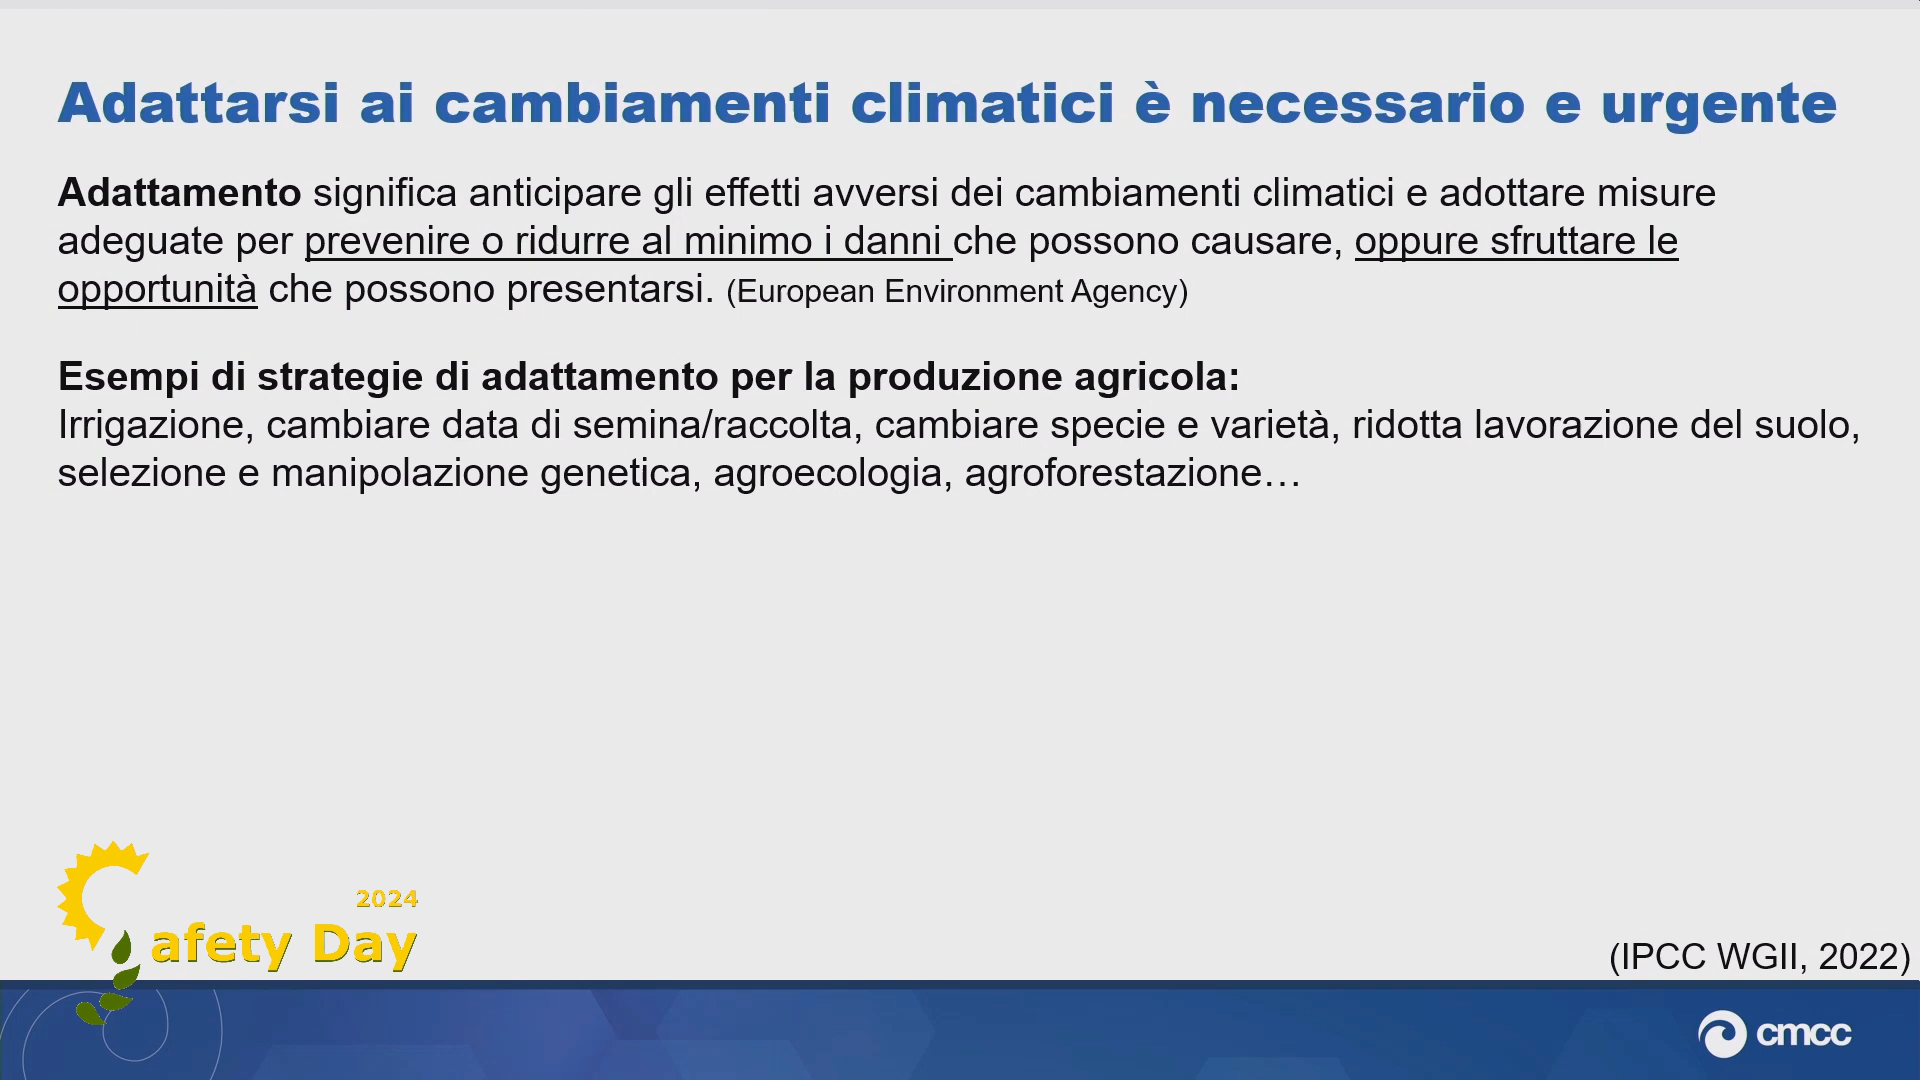 Adattarsi ai cambiamenti climatici è necessario e urgente
Adattamento significa anticipare gli effetti avversi dei cambiamenti climatici e adottare misure
adeguate per prevenire o ridurre al minimo i danni che possono causare, oppure sfruttare le
opportunità che possono presentarsi. (European Environment Agency)
Esempi di strategie di adattamento per la produzione agricola:
Irrigazione, cambiare data di semina/raccolta, cambiare specie e varietà, ridotta lavorazione del suolo,
selezione e manipolazione genetica, agroecologia, agroforestazione…
2024
afety Day
(IPCC WGII, 2022)
cmcc